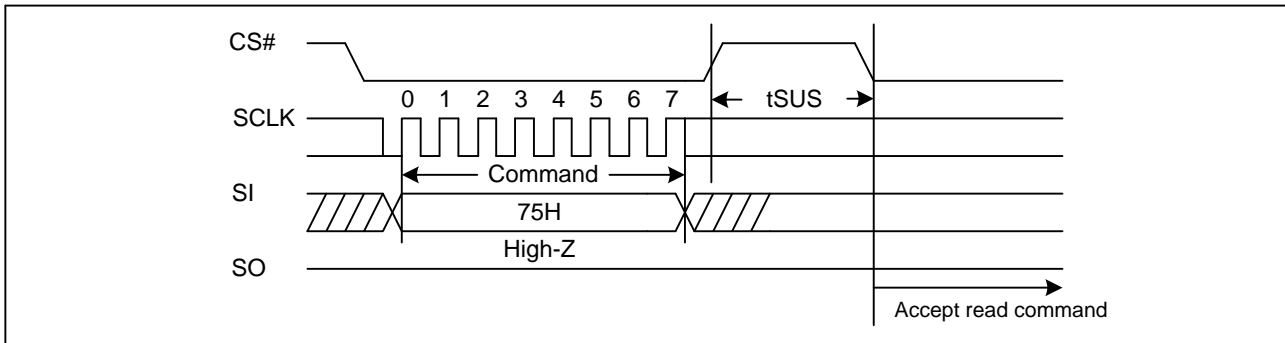 CS#
0 1 2 3 4 5 6 7
tSUS
SCLK
Command
SI
75H
High-Z
SO
Accept read command